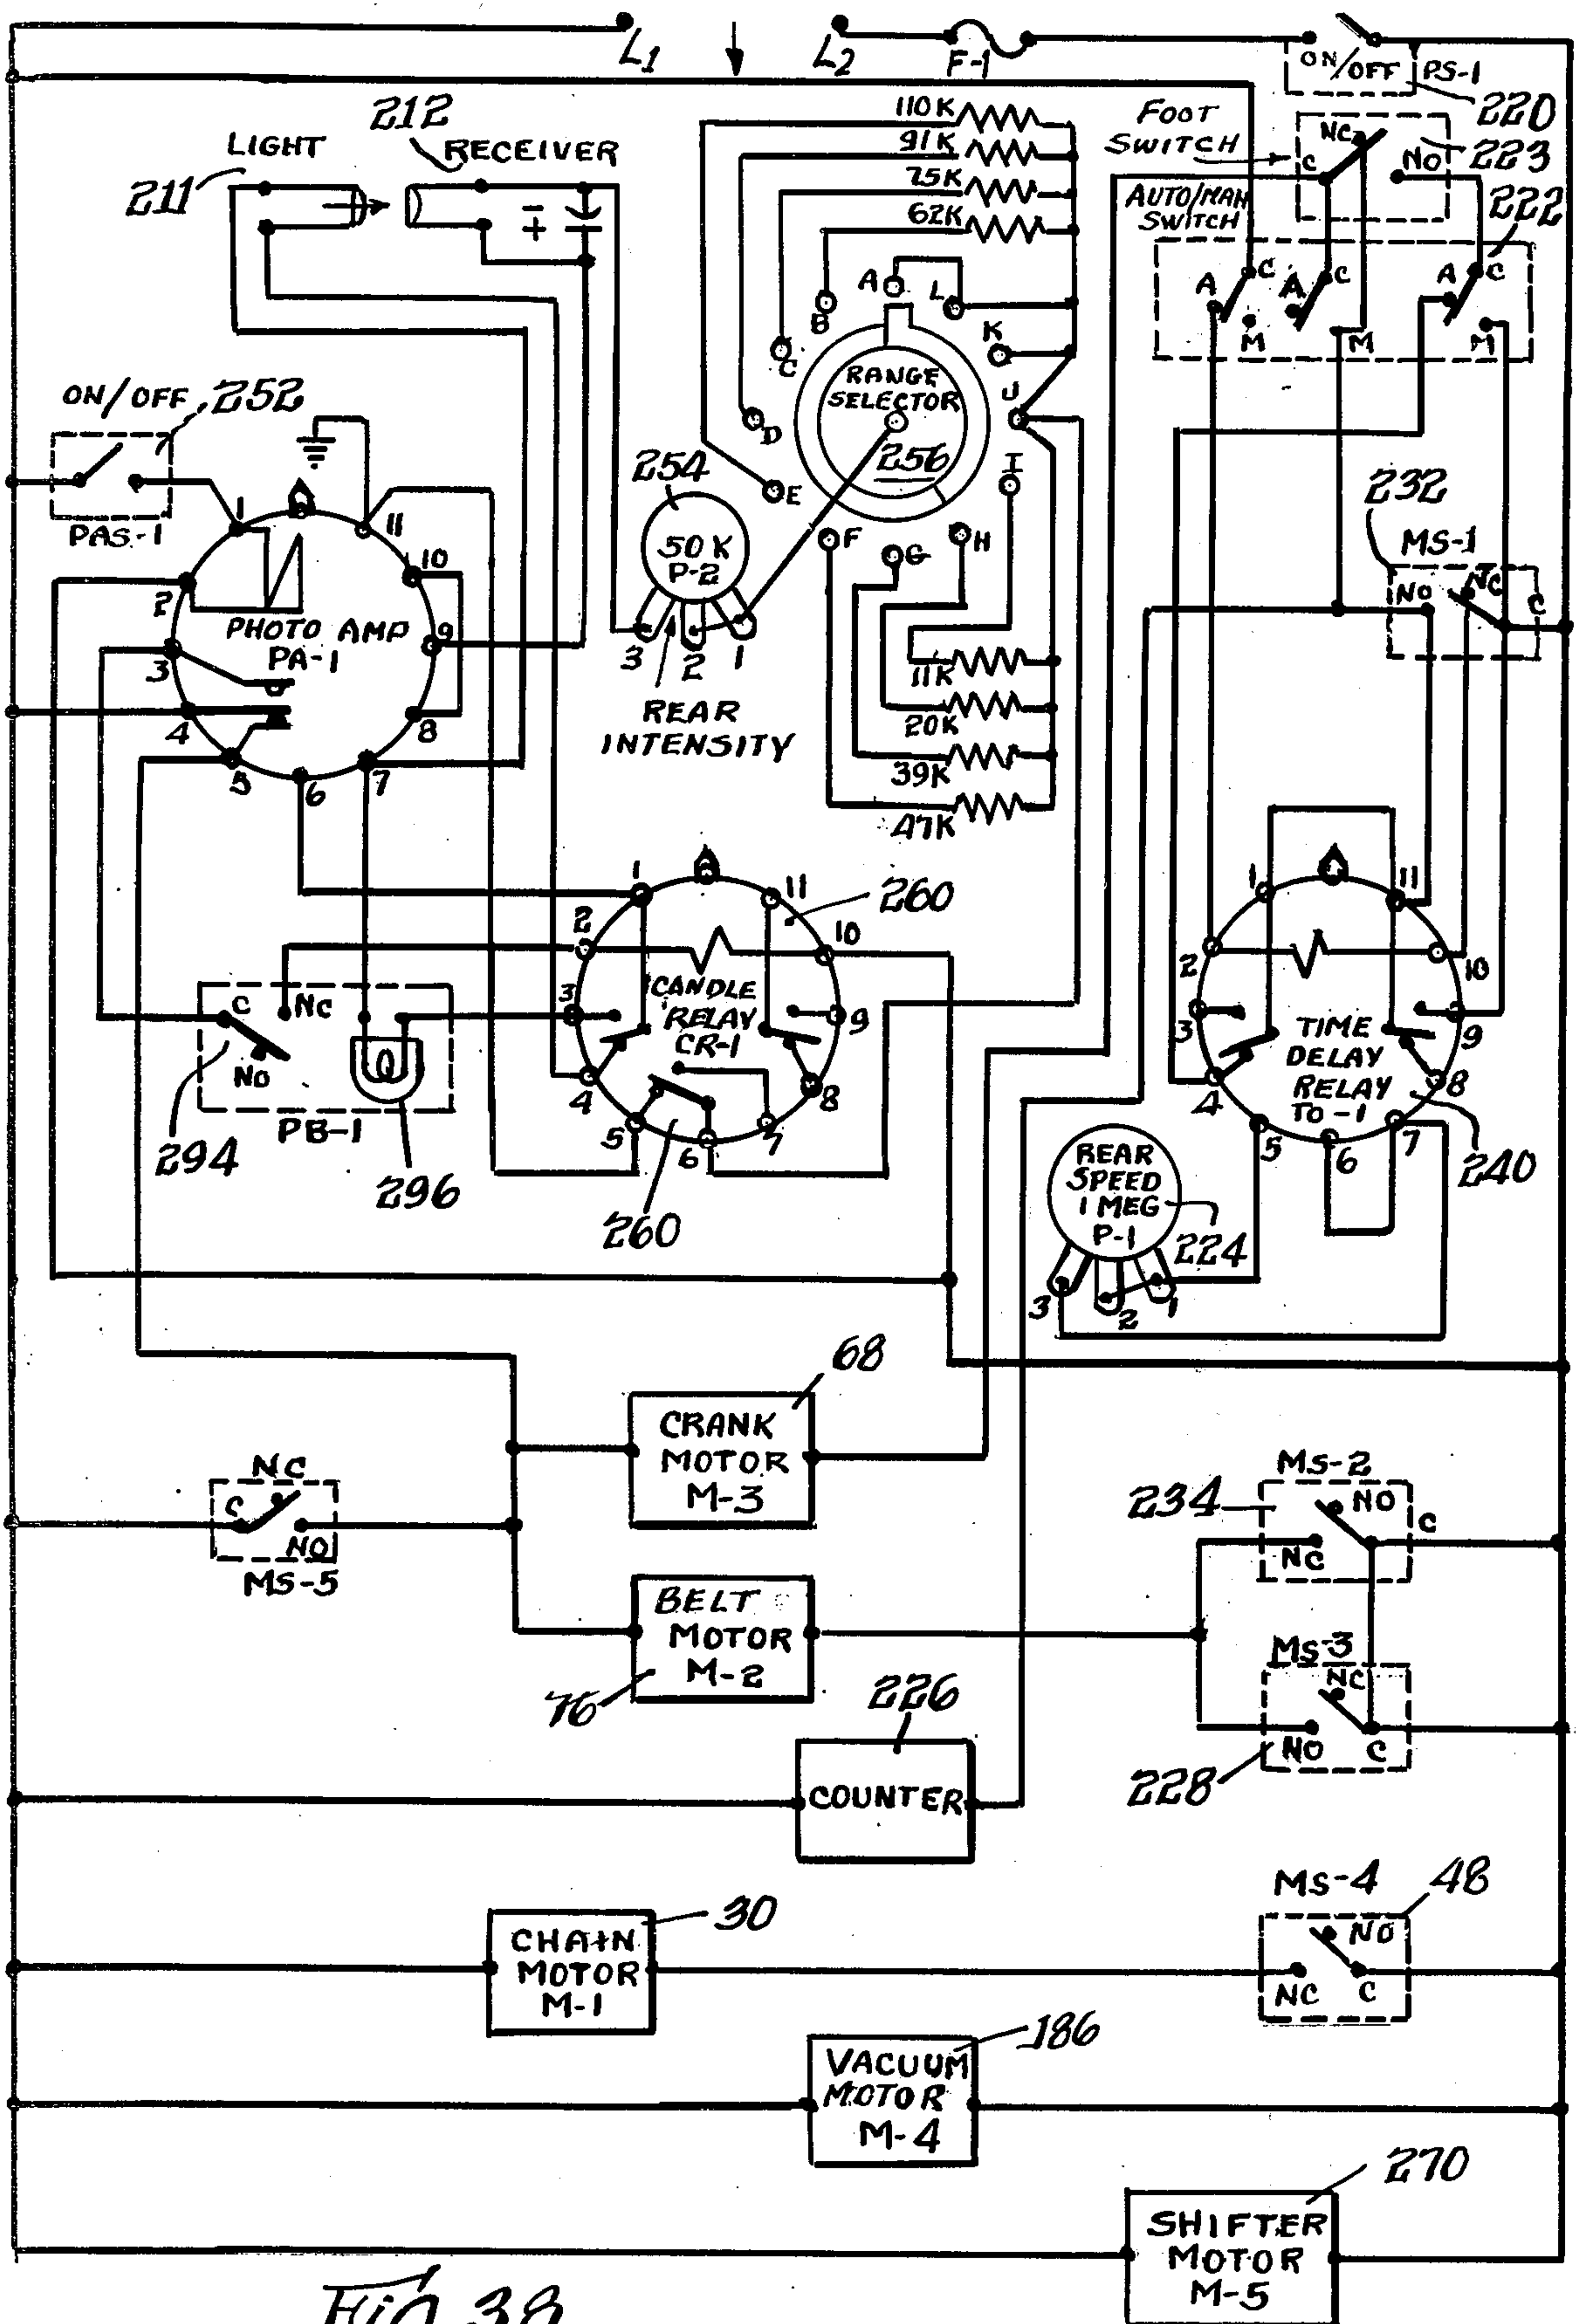 L1
L2
F-1
ON/OFF
PS-1
220
110K
91K
75K
62K
FOOT
SWITCH
NC
C
NO
223
212
LIGHT
RECEIVER
211
−
+
AUTO/MAN
SWITCH
222
A
C
A
C
A
C
M
M
M
A
L
B
K
C
J
D
I
E
H
F
G
RANGE
SELECTOR
256
ON/OFF
252
PAS-1
254
50 K
P-2
3
2
1
REAR
INTENSITY
232
MS-1
NO
NC
C
1
11
2
10
3
9
4
8
5
6
7
PHOTO AMP
PA-1
11K
20K
39K
47K
1
11
260
2
10
3
9
4
8
5
6
7
CANDLE
RELAY
CR-1
260
1
11
2
10
3
9
4
8
5
6
7
TIME
DELAY
RELAY
TD-1
240
C
NC
NO
PB-1
294
296
REAR
SPEED
1 MEG
P-1
224
3
2
1
68
CRANK
MOTOR
M-3
NC
C
NO
MS-5
MS-2
234
NO
C
NC
BELT
MOTOR
M-2
76
MS-3
NC
NO
C
228
226
COUNTER
MS-4
48
NO
NC
C
30
CHAIN
MOTOR
M-1
186
VACUUM
MOTOR
M-4
270
SHIFTER
MOTOR
M-5
Fig. 38